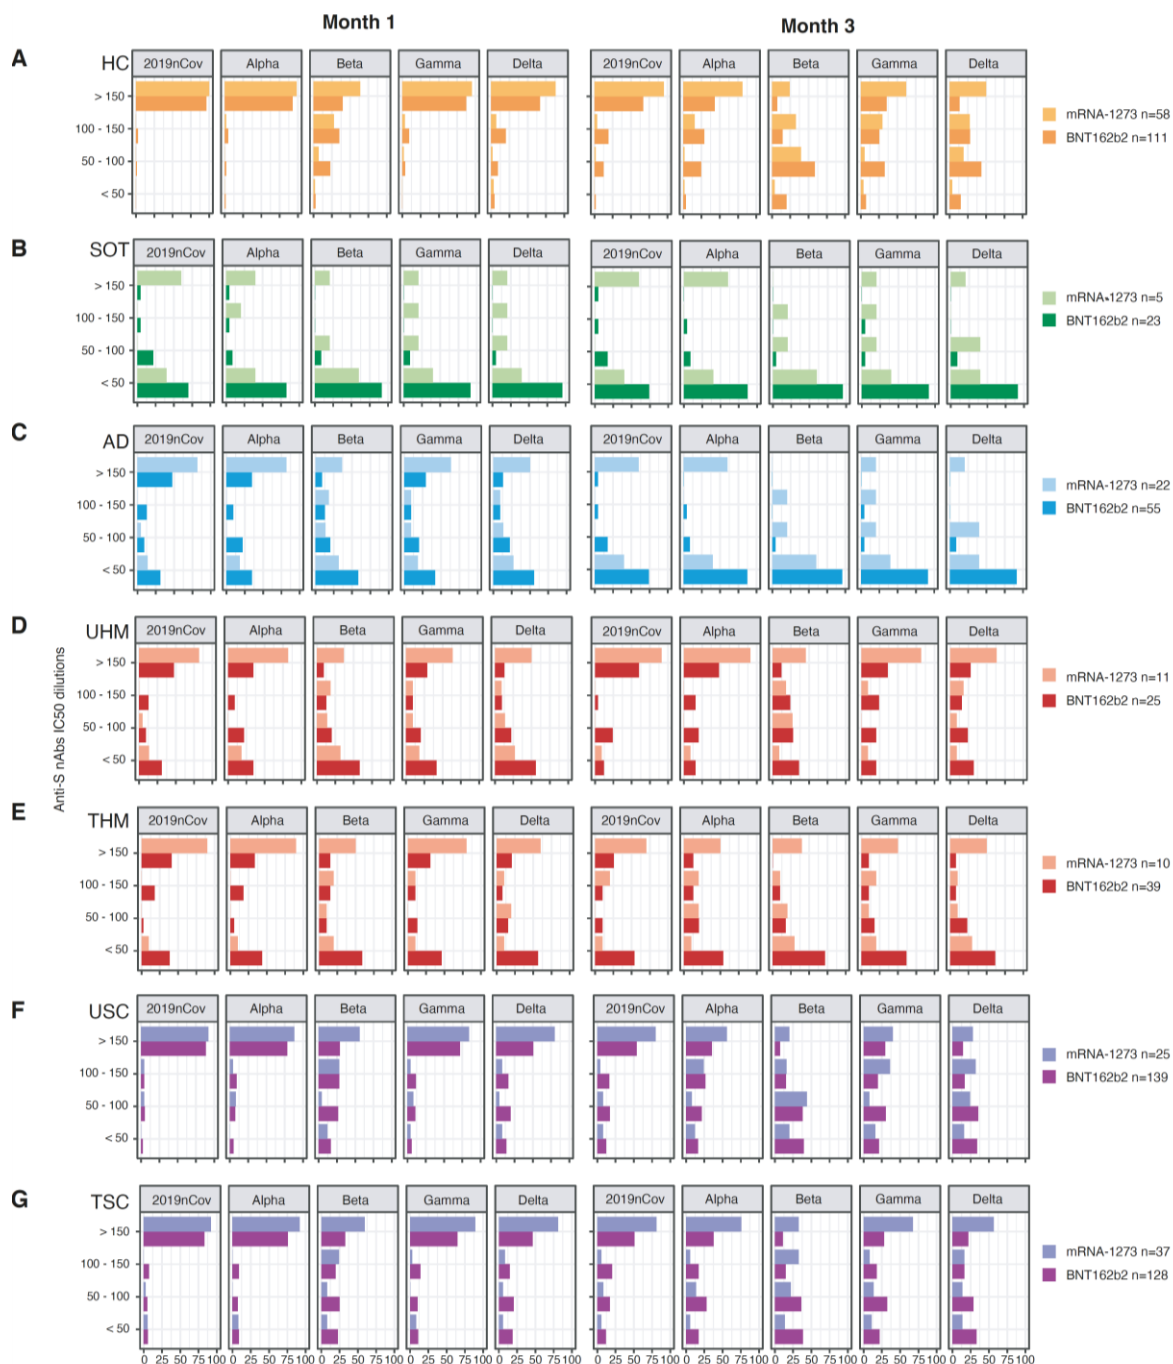 Month 1
Month 3
A
HC
2019nCov Alpha Beta Gamma Delta 2019nCov Alpha Beta Gamma Delta
> 150
100 - 150
50 - 100
< 50
mRNA-1273 n=58
BNT162b2 n=111
B
SOT
2019nCov Alpha Beta Gamma Delta 2019nCov Alpha Beta Gamma Delta
> 150
100 - 150
50 - 100
< 50
mRNA-1273 n=5
BNT162b2 n=23
C
AD
2019nCov Alpha Beta Gamma Delta 2019nCov Alpha Beta Gamma Delta
> 150
100 - 150
50 - 100
< 50
mRNA-1273 n=22
BNT162b2 n=55
Anti-S nAbs IC50 dilutions
D
UHM
2019nCov Alpha Beta Gamma Delta 2019nCov Alpha Beta Gamma Delta
> 150
100 - 150
50 - 100
< 50
mRNA-1273 n=11
BNT162b2 n=25
E
THM
2019nCov Alpha Beta Gamma Delta 2019nCov Alpha Beta Gamma Delta
> 150
100 - 150
50 - 100
< 50
mRNA-1273 n=10
BNT162b2 n=39
F
USC
2019nCov Alpha Beta Gamma Delta 2019nCov Alpha Beta Gamma Delta
> 150
100 - 150
50 - 100
< 50
mRNA-1273 n=25
BNT162b2 n=139
G
TSC
2019nCov Alpha Beta Gamma Delta 2019nCov Alpha Beta Gamma Delta
> 150
100 - 150
50 - 100
< 50
mRNA-1273 n=37
BNT162b2 n=128
0 25 50 75 100 0 25 50 75 100 0 25 50 75 100 0 25 50 75 100 0 25 50 75 100 0 25 50 75 100 0 25 50 75 100 0 25 50 75 100 0 25 50 75 100 0 25 50 75 100